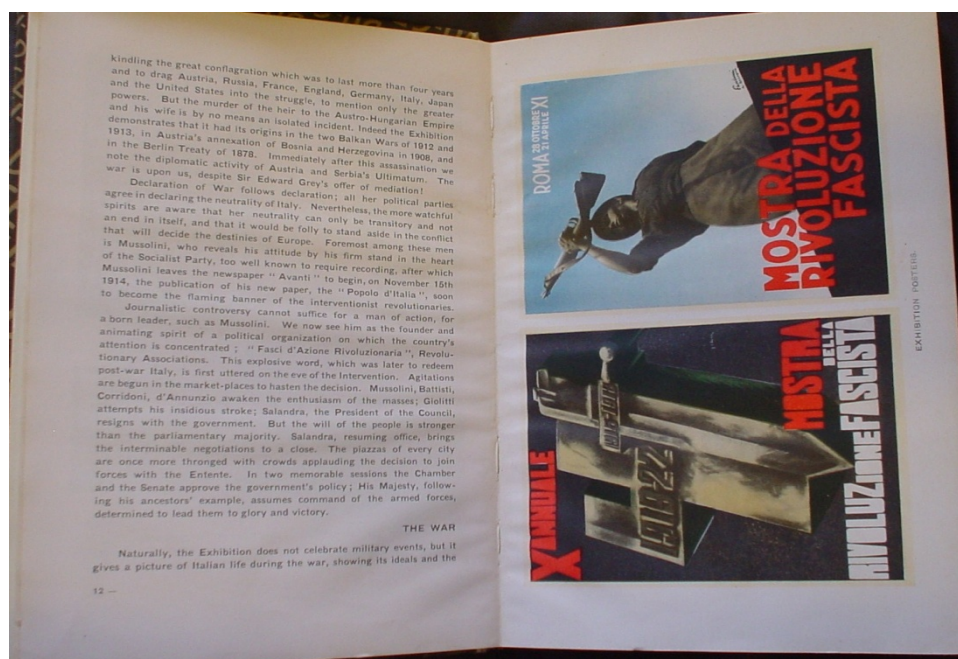 kindling the great conflagration which was to last more than four years
and to drag Austria, Russia, France, England, Germany, Italy, Japan
and the United States into the struggle, to mention only the greater
powers. But the murder of the heir to the Austro-Hungarian Empire
and his wife is by no means an isolated incident. Indeed the Exhibition
demonstrates that it had its origins in the two Balkan Wars of 1912 and
1913, in Austria's annexation of Bosnia and Herzegovina in 1908, and
in the Berlin Treaty of 1878. Immediately after this assassination we
note the diplomatic activity of Austria and Serbia's Ultimatum. The
war is upon us, despite Sir Edward Grey's offer of mediation!
Declaration of War follows declaration; all her political parties
agree in declaring the neutrality of Italy. Nevertheless, the more watchful
spirits are aware that her neutrality can only be transitory and not
an end in itself, and that it would be folly to stand aside in the conflict
that will decide the destinies of Europe. Foremost among these men
is Mussolini, who reveals his attitude by his firm stand in the heart
of the Socialist Party, too well known to require recording, after which
Mussolini leaves the newspaper " Avanti " to begin, on November 15th
1914, the publication of his new paper, the " Popolo d'Italia ", soon
to become the flaming banner of the interventionist revolutionaries.
Journalistic controversy cannot suffice for a man of action, for
a born leader, such as Mussolini. We now see him as the founder and
animating spirit of a political organization on which the country's
attention is concentrated ; " Fasci d'Azione Rivoluzionaria ", Revolu-
tionary Associations. This explosive word, which was later to redeem
post-war Italy, is first uttered on the eve of the Intervention. Agitations
are begun in the market-places to hasten the decision. Mussolini, Battisti,
Corridoni, d'Annunzio awaken the enthusiasm of the masses; Giolitti
attempts his insidious stroke; Salandra, the President of the Council,
resigns with the government. But the will of the people is stronger
than the parliamentary majority. Salandra, resuming office, brings
the interminable negotiations to a close. The piazzas of every city
are once more thronged with crowds applauding the decision to join
forces with the Entente. In two memorable sessions the Chamber
and the Senate approve the government's policy ; His Majesty, follow-
ing his ancestors' example, assumes command of the armed forces,
determined to lead them to glory and victory.
THE WAR
Naturally, the Exhibition does not celebrate military events, but it
gives a picture of Italian life during the war, showing its ideals and the
12 —
X ANNUALE
1919·22
MOSTRA
DELLA
RIVOLUZIONE FASCISTA
ROMA 28 OTTOBRE XI
21 APRILE
MOSTRA DELLA
RIVOLUZIONE
FASCISTA
EXHIBITION POSTERS.